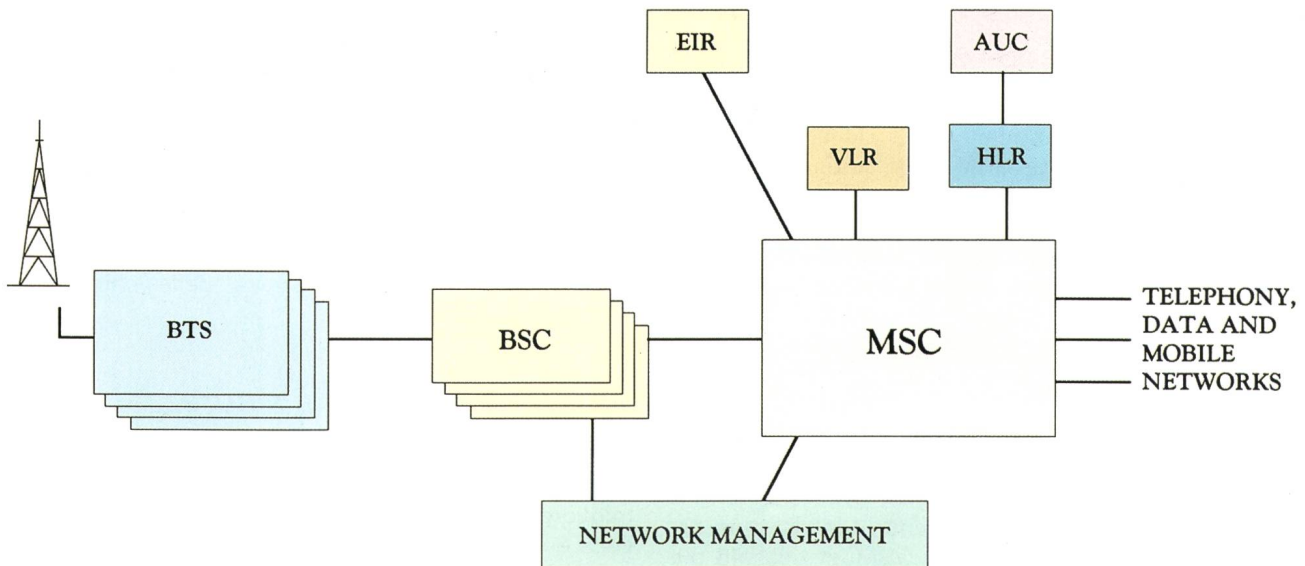 EIR
AUC
VLR
HLR
BTS
BSC
MSC
TELEPHONY,
DATA AND
MOBILE
NETWORKS
NETWORK MANAGEMENT